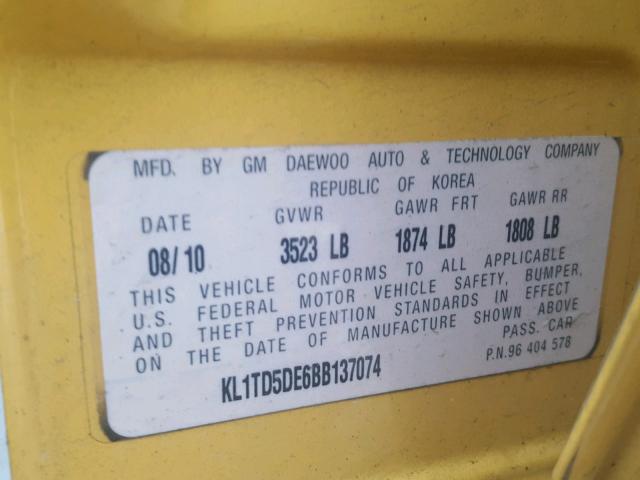 MFD. BY GM DAEWOO AUTO & TECHNOLOGY COMPANY
REPUBLIC OF KOREA
DATE GVWR GAWR FRT GAWR RR
08/10 3523 LB 1874 LB 1808 LB
THIS VEHICLE CONFORMS TO ALL APPLICABLE
U.S. FEDERAL MOTOR VEHICLE SAFETY, BUMPER,
AND THEFT PREVENTION STANDARDS IN EFFECT
ON THE DATE OF MANUFACTURE SHOWN ABOVE
PASS. CAR
KL1TD5DE6BB137074 P.N.96 404 578